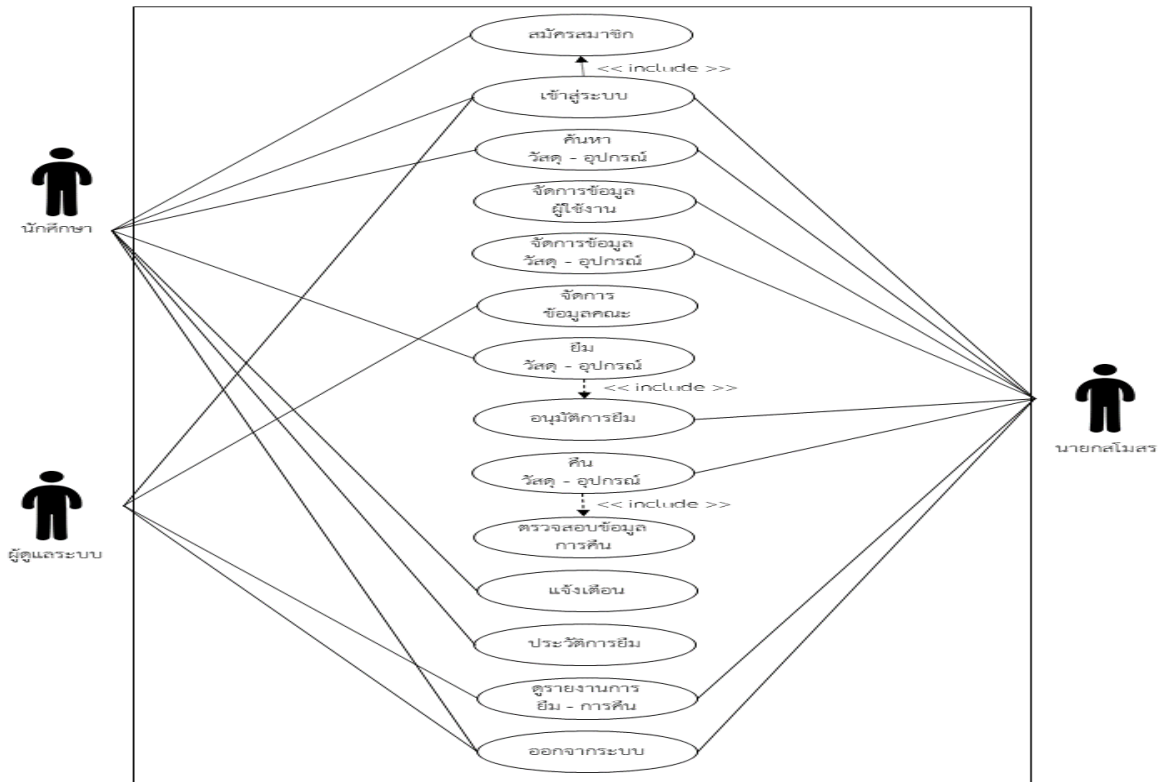 สมัครสมาชิก
<< include >>
เข้าสู่ระบบ
ค้นหา
วัสดุ - อุปกรณ์
จัดการข้อมูล
ผู้ใช้งาน
นักศึกษา
จัดการข้อมูล
วัสดุ - อุปกรณ์
จัดการ
ข้อมูลคณะ
ยืม
วัสดุ - อุปกรณ์
<< include >>
อนุมัติการยืม
นายกสโมสร
คืน
วัสดุ - อุปกรณ์
<< include >>
ตรวจสอบข้อมูล
การคืน
ผู้ดูแลระบบ
แจ้งเตือน
ประวัติการยืม
ดูรายงานการ
ยืม - การคืน
ออกจากระบบ